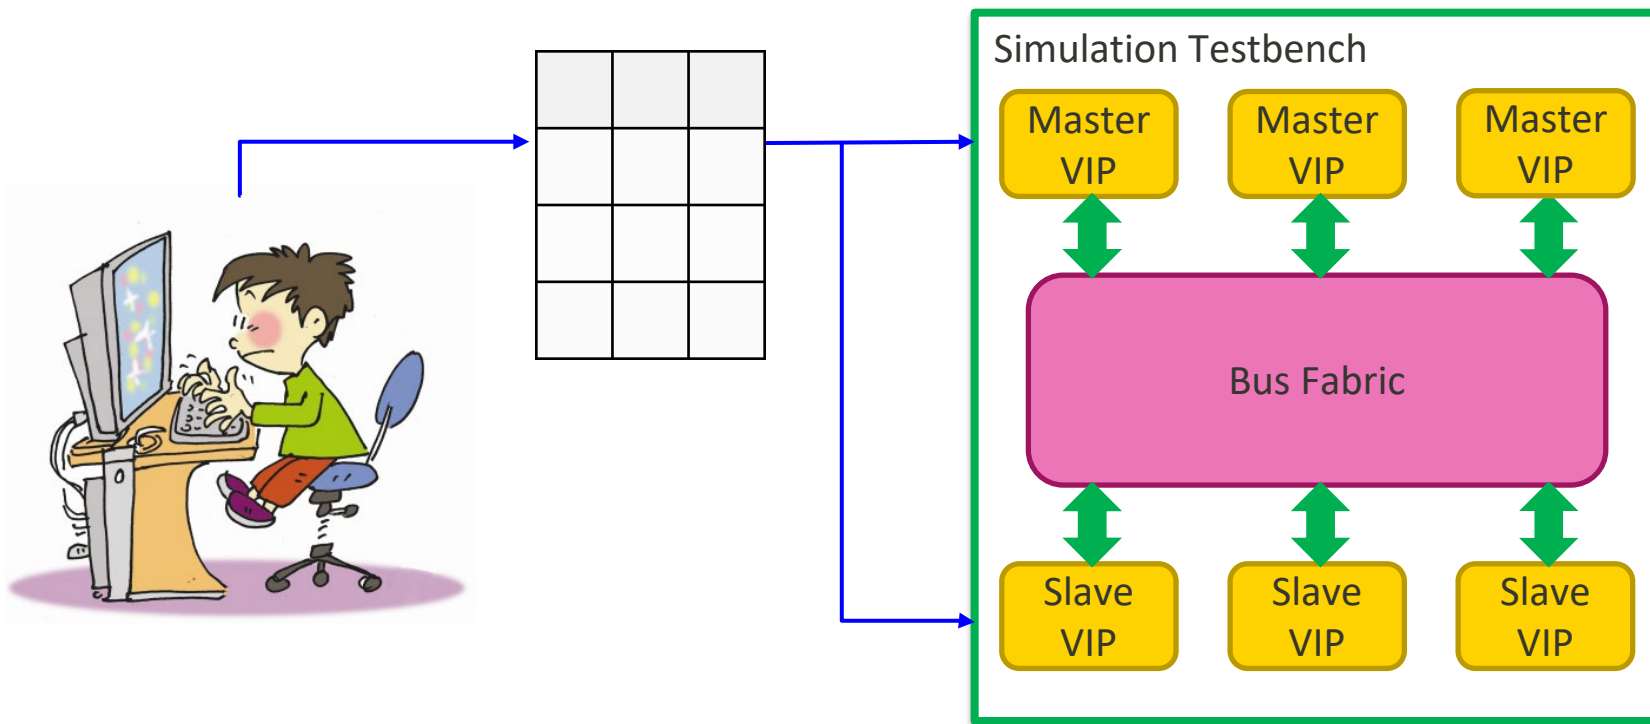 Simulation Testbench
Master
VIP
Master
VIP
Master
VIP
Bus Fabric
Slave
VIP
Slave
VIP
Slave
VIP